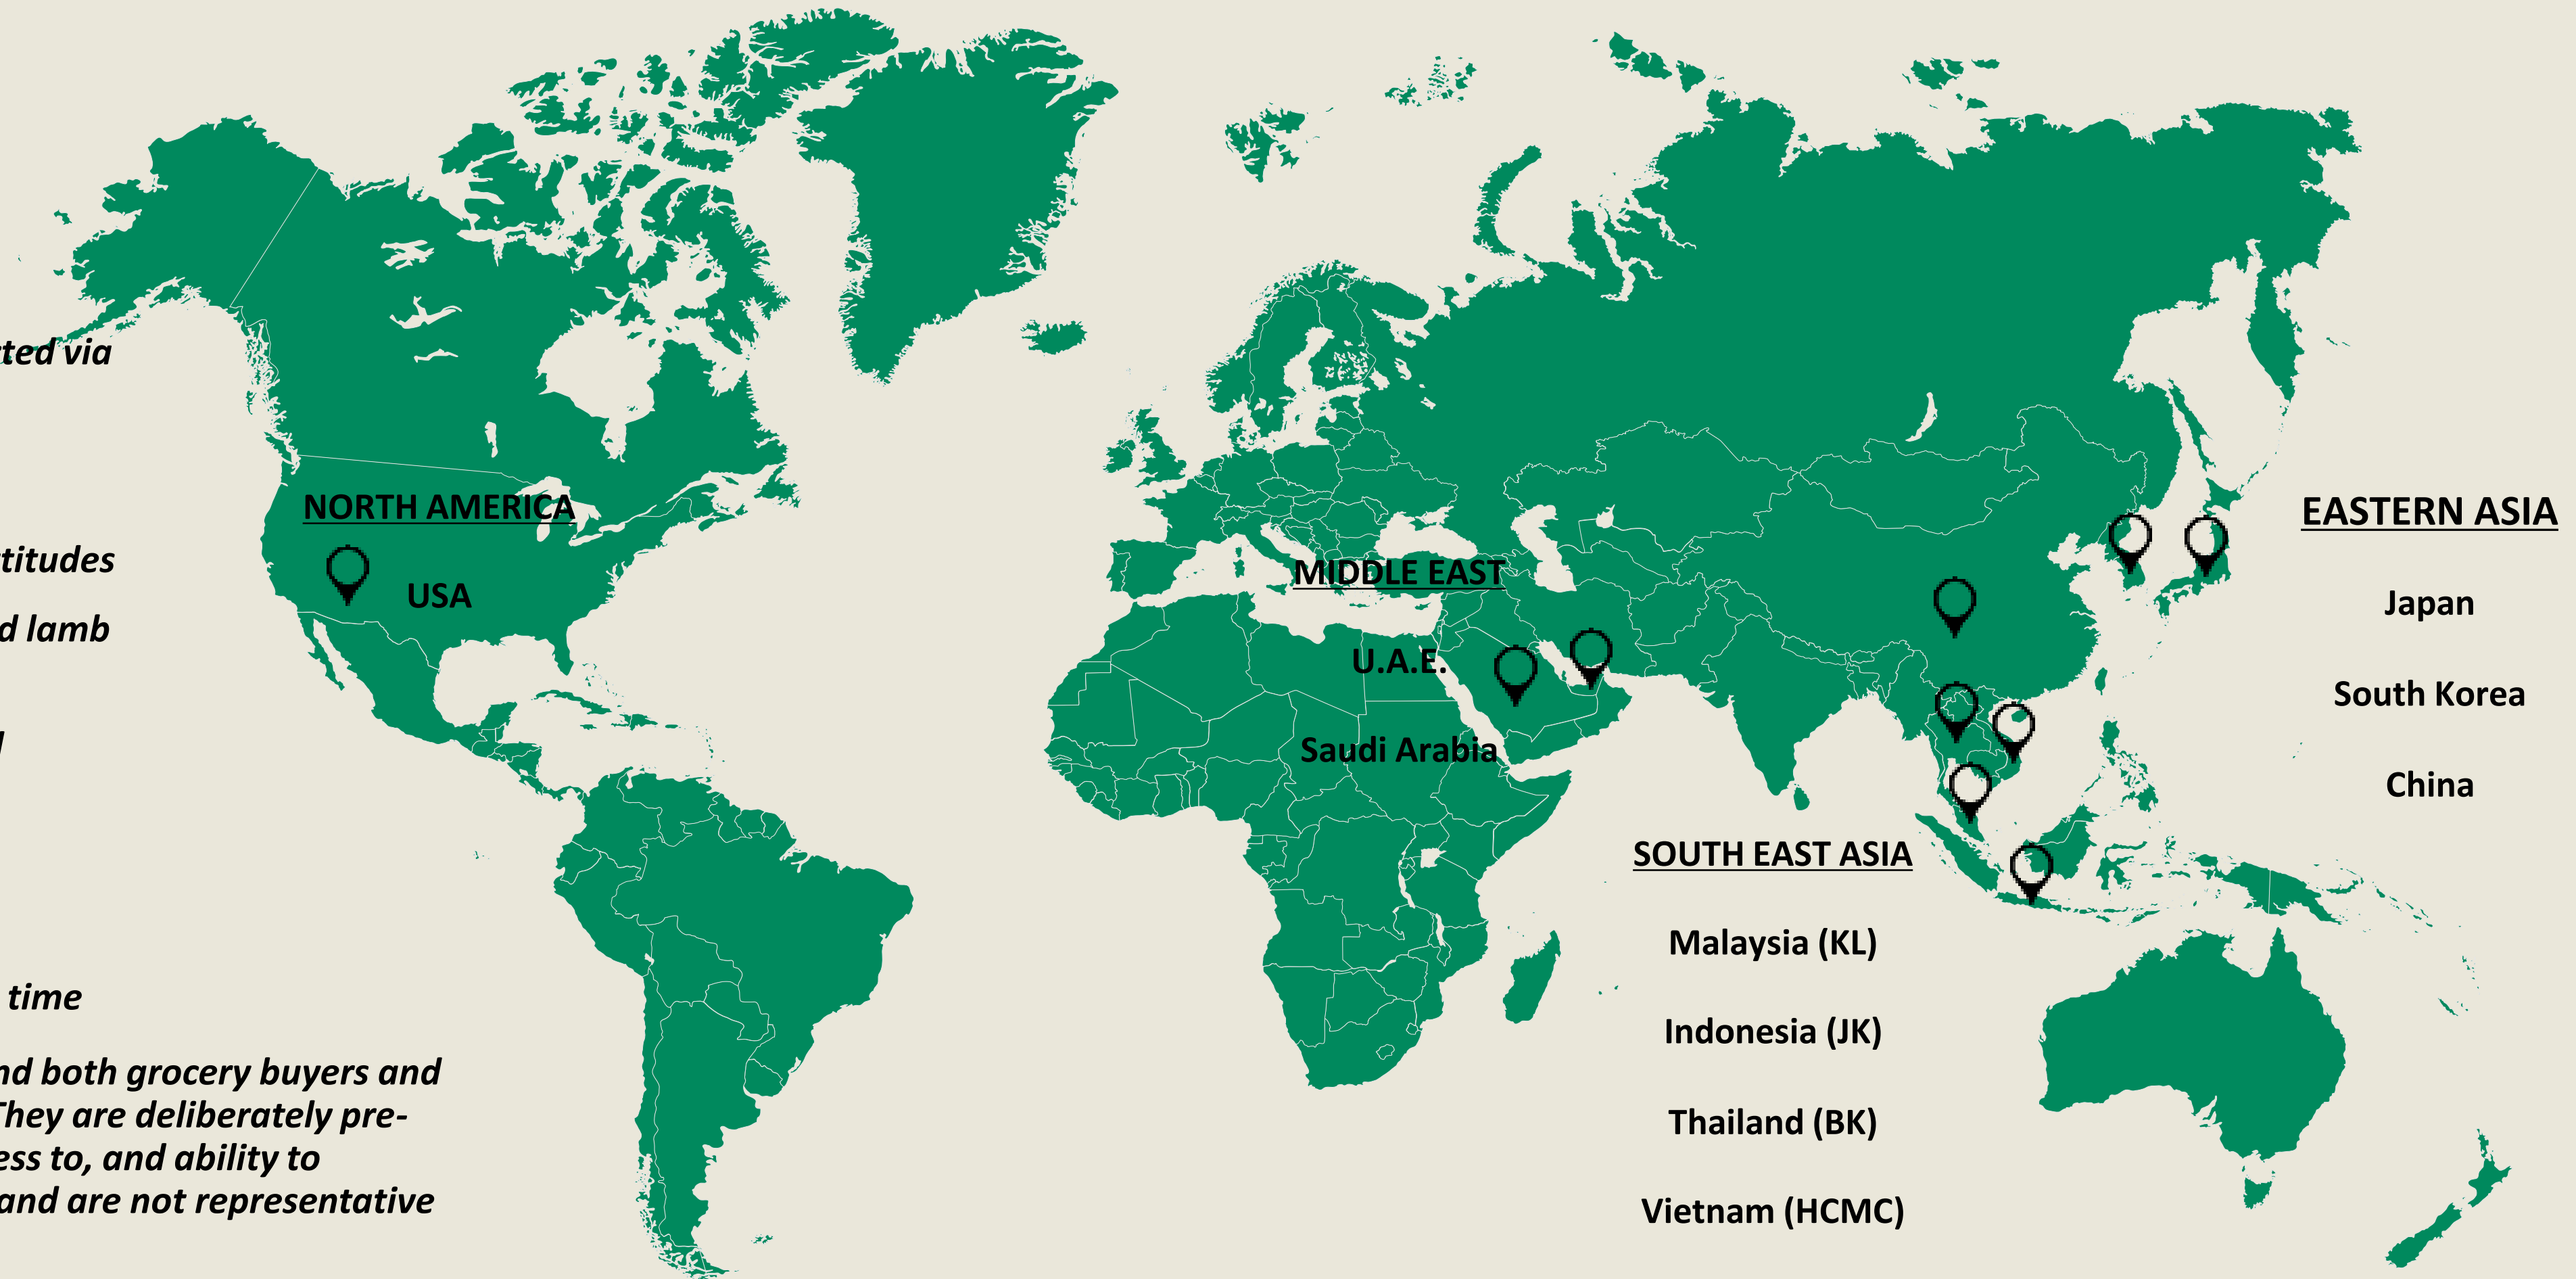 ted via
titudes
d lamb
time
nd both grocery buyers and
They are deliberately pre-
ess to, and ability to
and are not representative
NORTH AMERICA
USA
MIDDLE EAST
U.A.E.
Saudi Arabia
SOUTH EAST ASIA
Malaysia (KL)
Indonesia (JK)
Thailand (BK)
Vietnam (HCMC)
EASTERN ASIA
Japan
South Korea
China